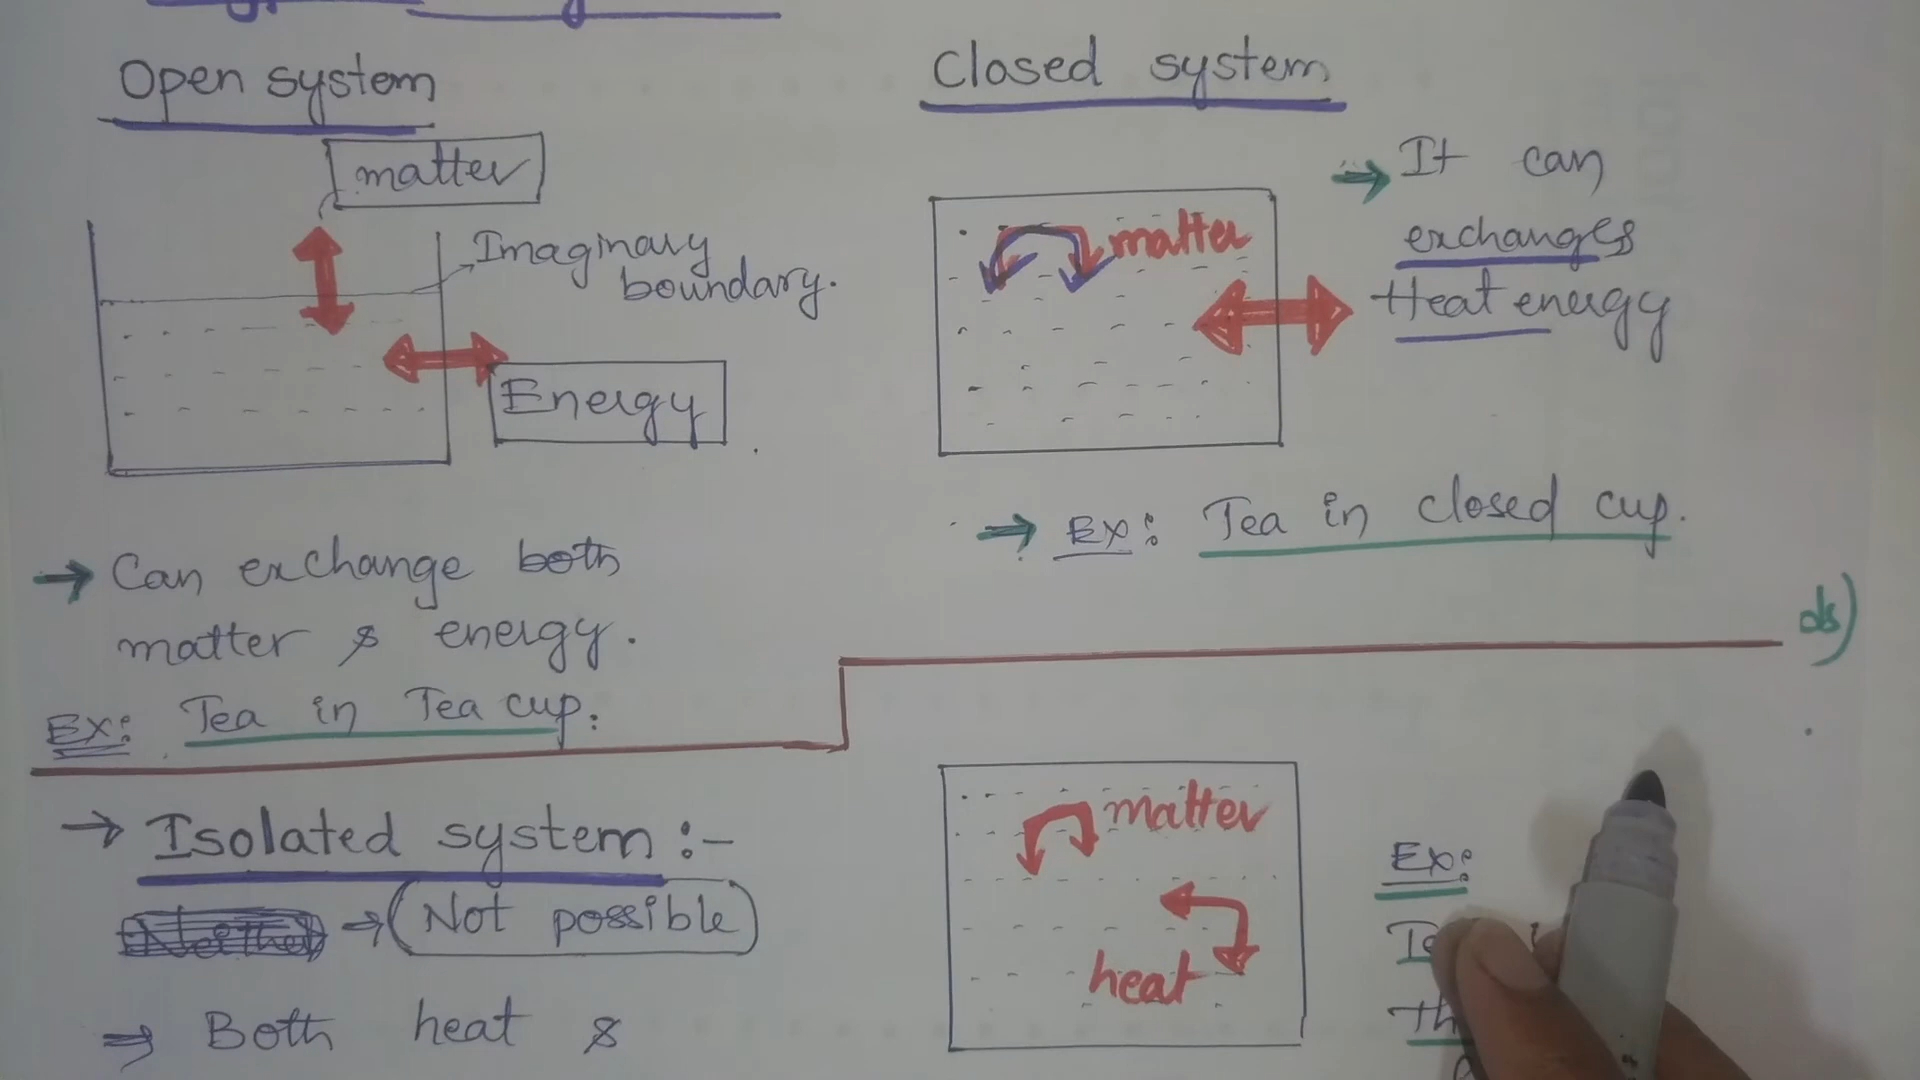 Open system
matter
Imaginary
boundary.
Energy
→ Can exchange both
matter & energy.
Ex: Tea in Tea cup.
Closed system
matter
→ It can
exchanges
Heat energy
→ Ex: Tea in closed cup.
→ Isolated system :-
→ (Not possible)
⇒ Both heat &
matter
heat
Ex: